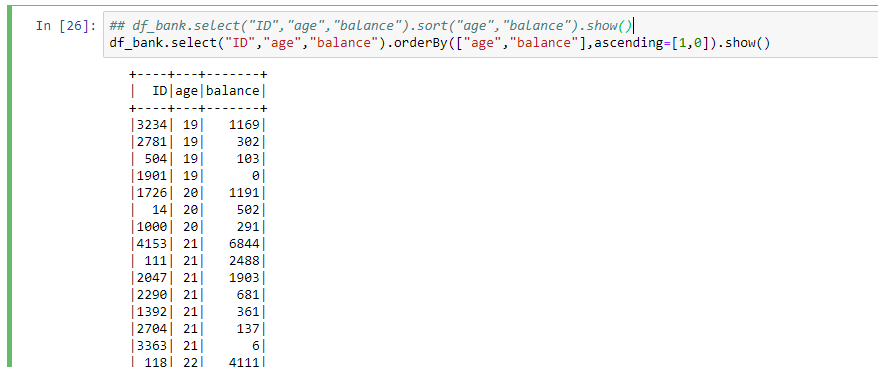 In [26]: ## df_bank.select("ID","age","balance").sort("age","balance").show()
df_bank.select("ID","age","balance").orderBy(["age","balance"],ascending=[1,0]).show()
+----+---+-------+
|  ID|age|balance|
+----+---+-------+
|3234| 19|   1169|
|2781| 19|    302|
| 504| 19|    103|
|1901| 19|      0|
|1726| 20|   1191|
|  14| 20|    502|
|1000| 20|    291|
|4153| 21|   6844|
| 111| 21|   2488|
|2047| 21|   1903|
|2290| 21|    681|
|1392| 21|    361|
|2704| 21|    137|
|3363| 21|      6|
| 118| 22|   4111|